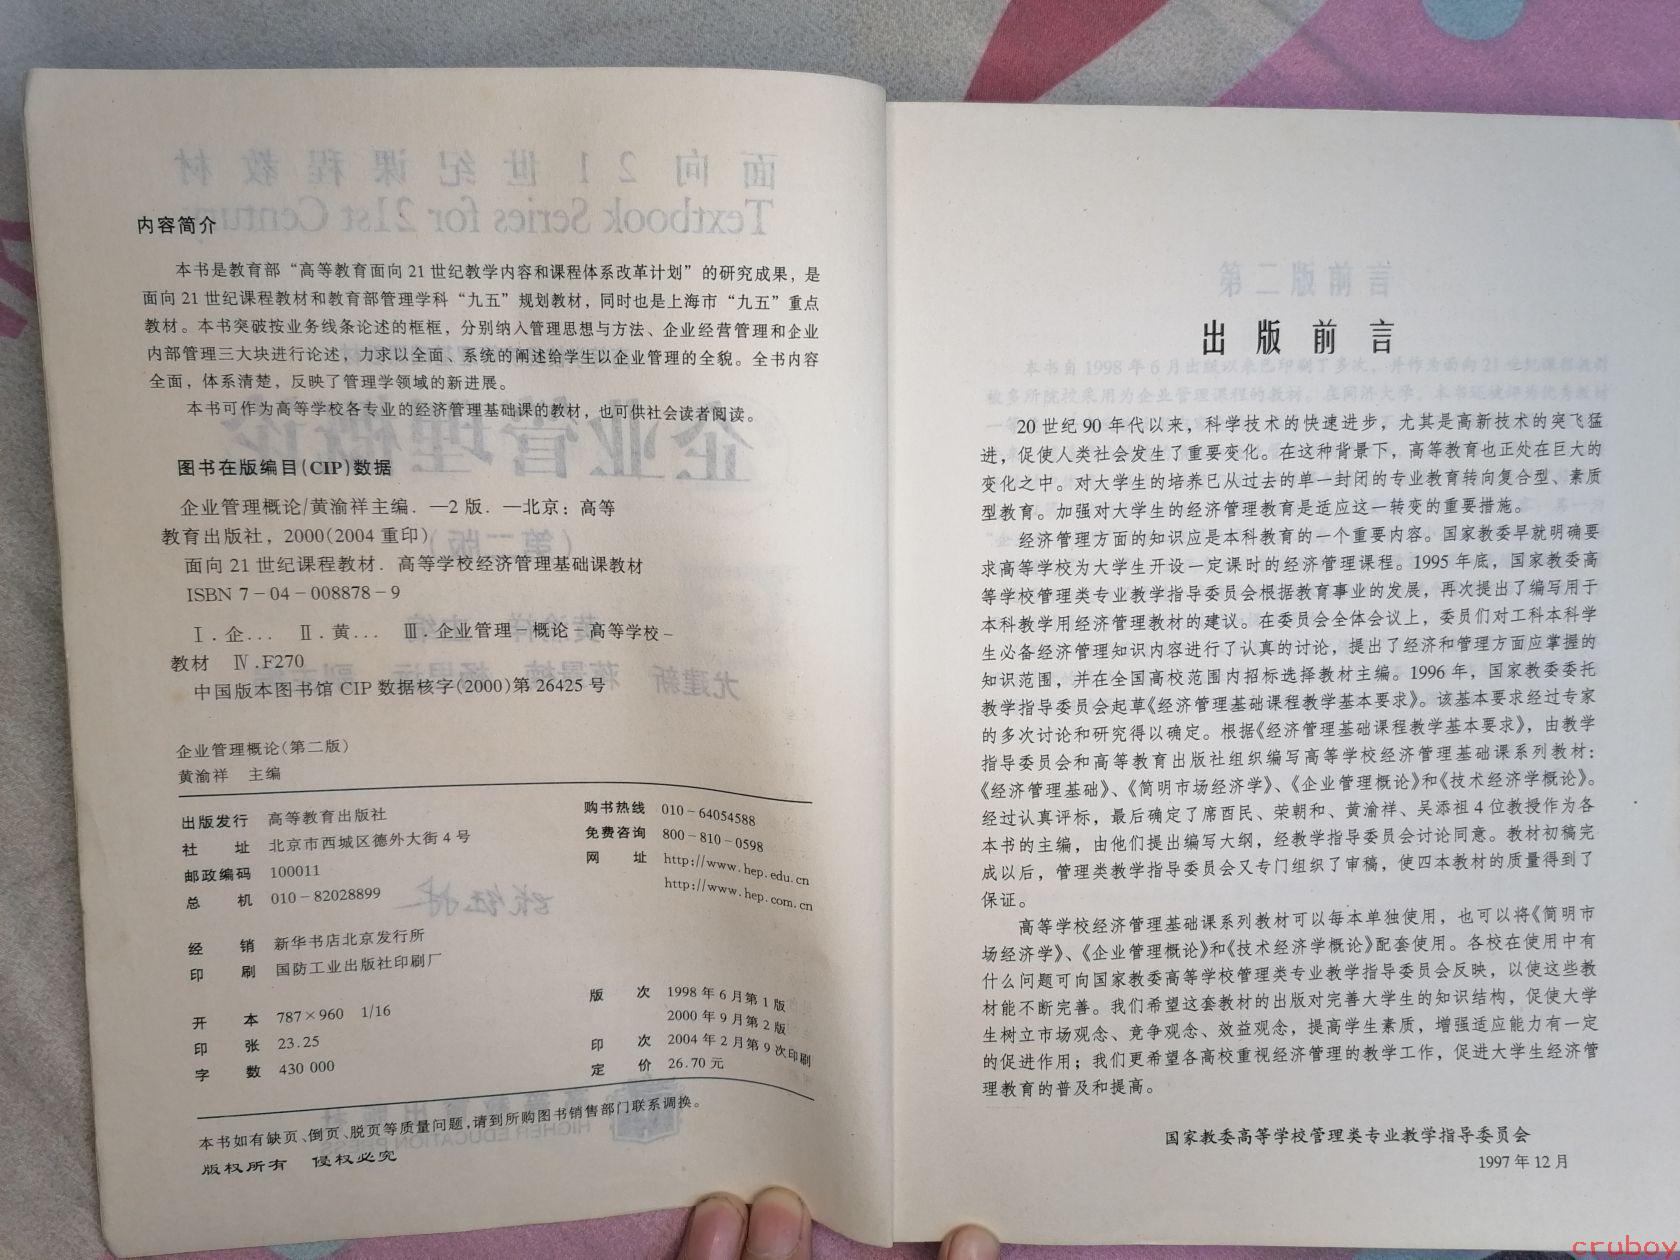 内容简介
本书是教育部“高等教育面向21世纪教学内容和课程体系改革计划”的研究成果，是
面向21世纪课程教材和教育部管理学科“九五”规划教材，同时也是上海市“九五”重点
教材。本书突破按业务线条论述的框框，分别纳入管理思想与方法、企业经营管理和企业
内部管理三大块进行论述，力求以全面、系统的阐述给学生以企业管理的全貌。全书内容
全面，体系清楚，反映了管理学领域的新进展。
本书可作为高等学校各专业的经济管理基础课的教材，也可供社会读者阅读。
图书在版编目(CIP)数据
企业管理概论/黄渝祥主编．—2版．—北京：高等
教育出版社，2000(2004重印)
面向21世纪课程教材．高等学校经济管理基础课教材
ISBN 7-04-008878-9
Ⅰ.企... Ⅱ.黄... Ⅲ.企业管理-概论-高等学校-
教材 Ⅳ.F270
中国版本图书馆CIP数据核字(2000)第26425号
企业管理概论(第二版)
黄渝祥 主编
出版发行 高等教育出版社
社 址 北京市西城区德外大街4号
邮政编码 100011
总 机 010-82028899
购书热线 010-64054588
免费咨询 800-810-0598
网 址 http://www.hep.edu.cn
http://www.hep.com.cn
经 销 新华书店北京发行所
印 刷 国防工业出版社印刷厂
开 本 787×960 1/16
印 张 23.25
字 数 430 000
版 次 1998年6月第1版
2000年9月第2版
印 次 2004年2月第9次印刷
定 价 26.70元
本书如有缺页、倒页、脱页等质量问题,请到所购图书销售部门联系调换。
版权所有 侵权必究
出版前言
20世纪90年代以来，科学技术的快速进步，尤其是高新技术的突飞猛
进，促使人类社会发生了重要变化。在这种背景下，高等教育也正处在巨大的
变化之中。对大学生的培养已从过去的单一封闭的专业教育转向复合型、素质
型教育。加强对大学生的经济管理教育是适应这一转变的重要措施。
经济管理方面的知识应是本科教育的一个重要内容。国家教委早就明确要
求高等学校为大学生开设一定课时的经济管理课程。1995年底，国家教委高
等学校管理类专业教学指导委员会根据教育事业的发展，再次提出了编写用于
本科教学用经济管理教材的建议。在委员会全体会议上，委员们对工科本科学
生必备经济管理知识内容进行了认真的讨论，提出了经济和管理方面应掌握的
知识范围，并在全国高校范围内招标选择教材主编。1996年，国家教委委托
教学指导委员会起草《经济管理基础课程教学基本要求》。该基本要求经过专家
的多次讨论和研究得以确定。根据《经济管理基础课程教学基本要求》，由教学
指导委员会和高等教育出版社组织编写高等学校经济管理基础课系列教材：
《经济管理基础》、《简明市场经济学》、《企业管理概论》和《技术经济学概论》。
经过认真评标，最后确定了席酉民、荣朝和、黄渝祥、吴添祖4位教授作为各
本书的主编，由他们提出编写大纲，经教学指导委员会讨论同意。教材初稿完
成以后，管理类教学指导委员会又专门组织了审稿，使四本教材的质量得到了
保证。
高等学校经济管理基础课系列教材可以每本单独使用，也可以将《简明市
场经济学》、《企业管理概论》和《技术经济学概论》配套使用。各校在使用中有
什么问题可向国家教委高等学校管理类专业教学指导委员会反映，以使这些教
材能不断完善。我们希望这套教材的出版对完善大学生的知识结构，促使大学
生树立市场观念、竞争观念、效益观念，提高学生素质，增强适应能力有一定
的促进作用；我们更希望各高校重视经济管理的教学工作，促进大学生经济管
理教育的普及和提高。
国家教委高等学校管理类专业教学指导委员会
1997年12月
cruboy